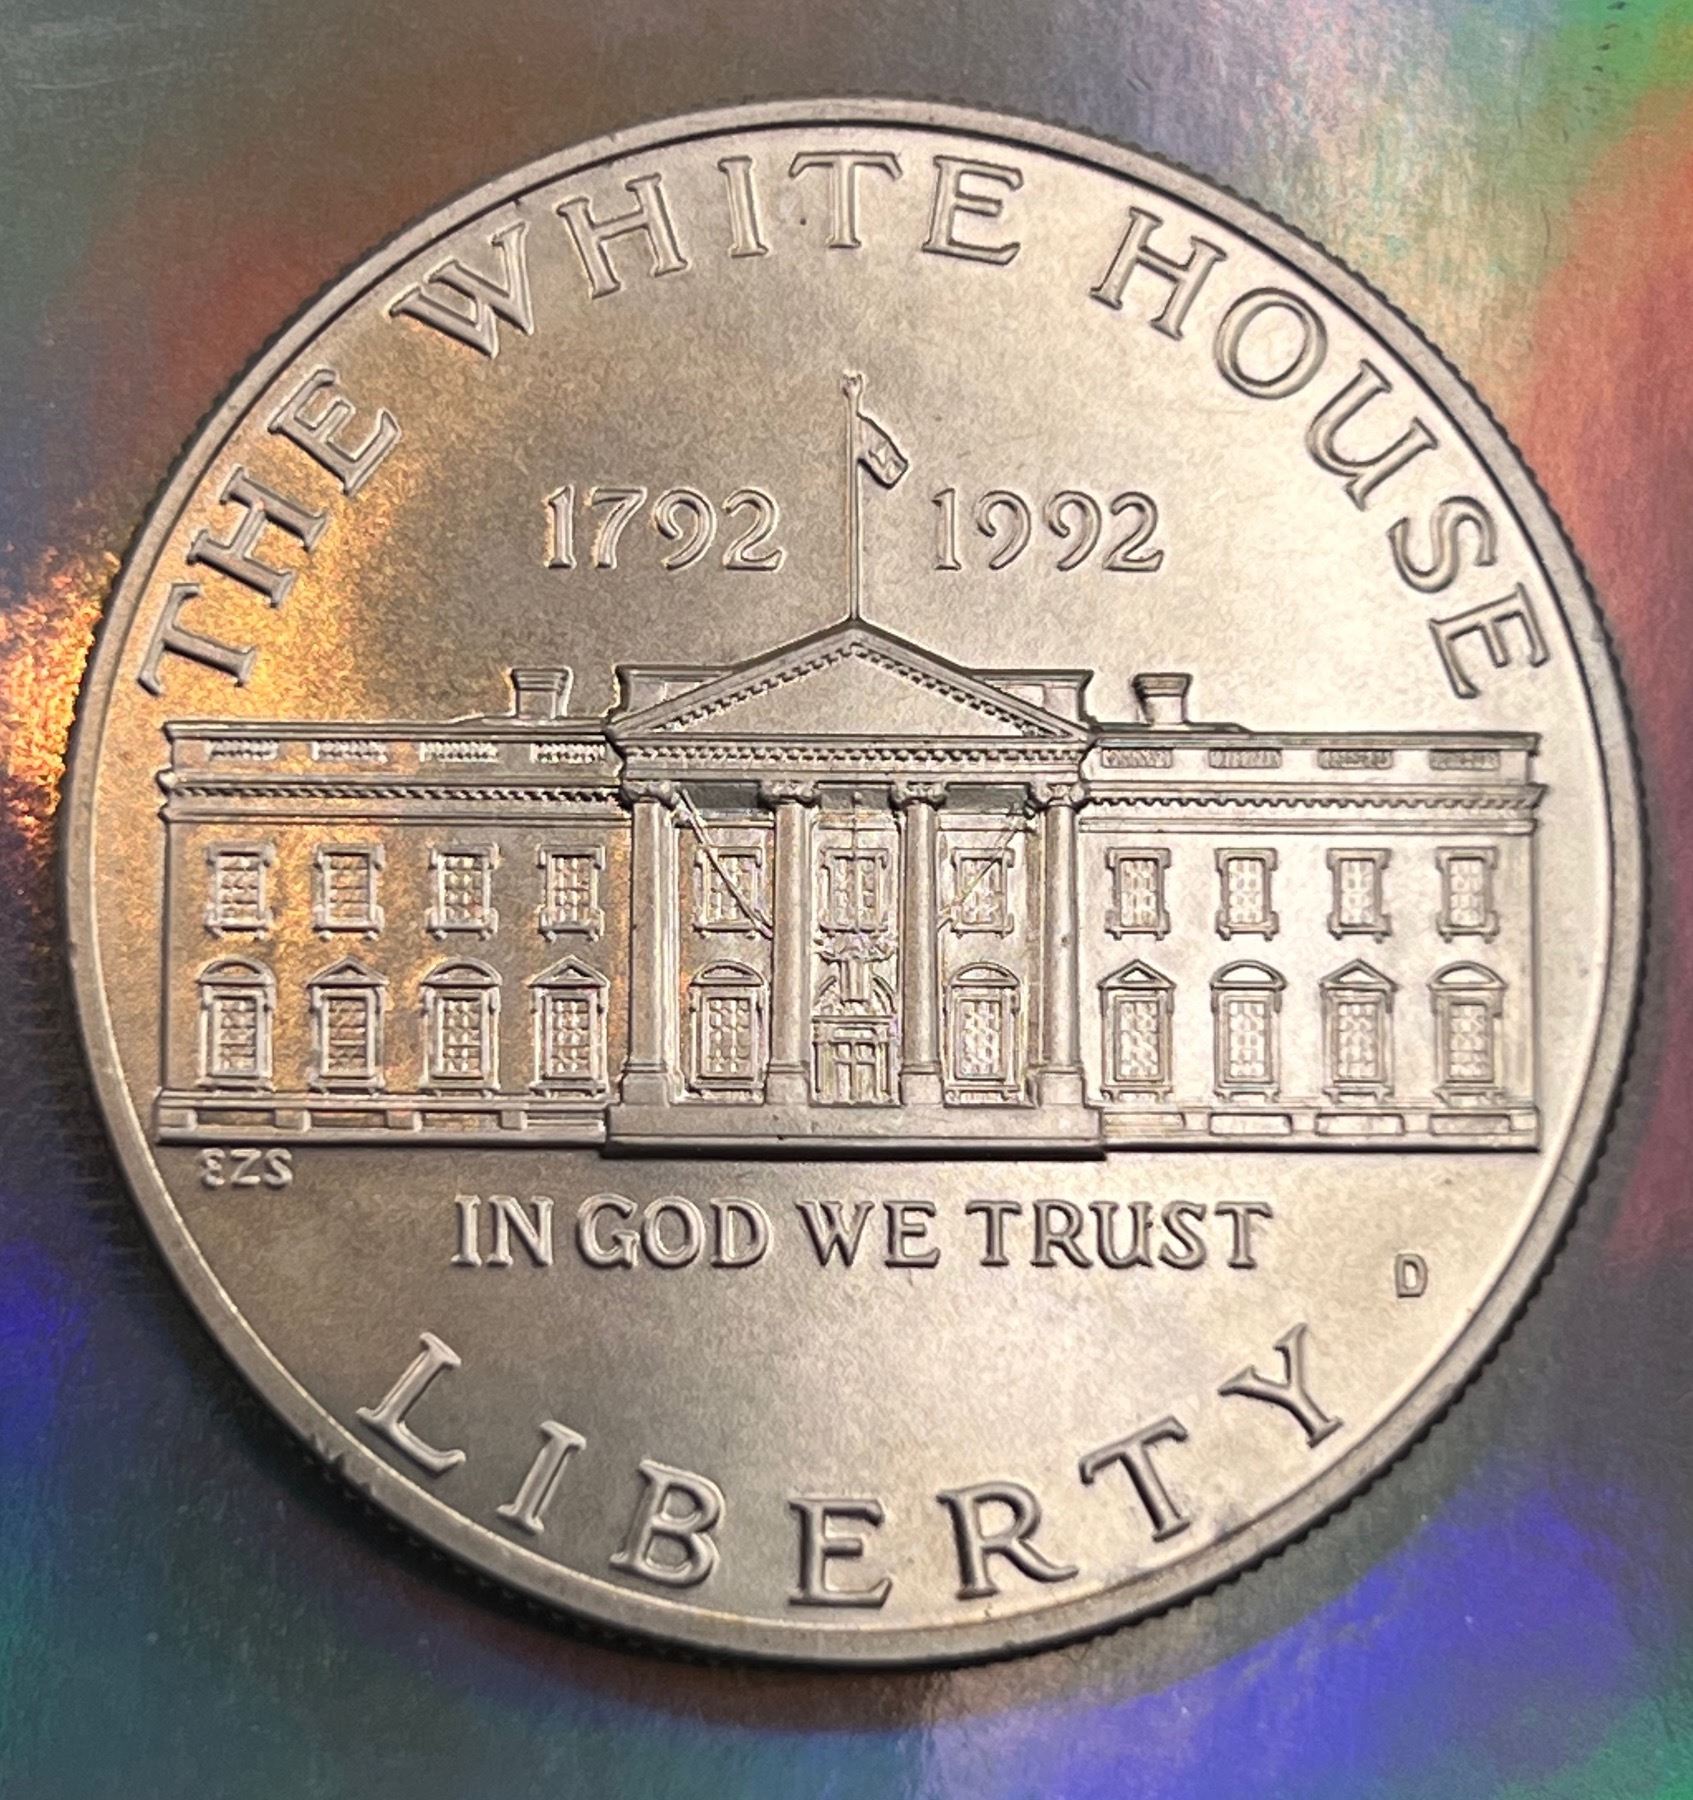 THE WHITE HOUSE
1792 1992
EZS
IN GOD WE TRUST
D
LIBERTY